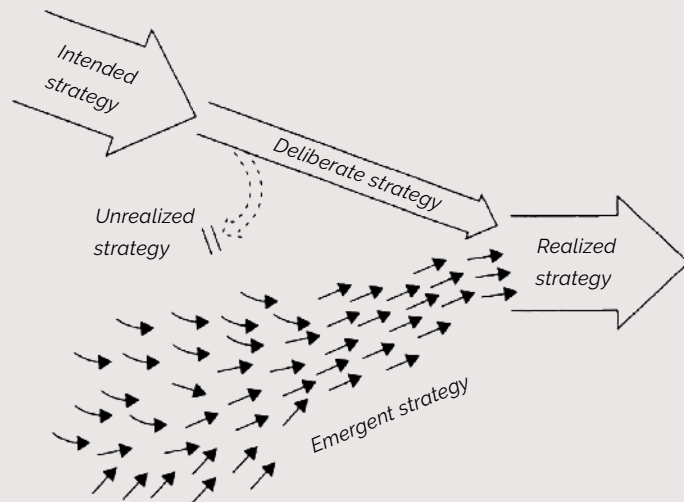 Intended
strategy
Deliberate strategy
Unrealized
strategy
Realized
strategy
Emergent strategy